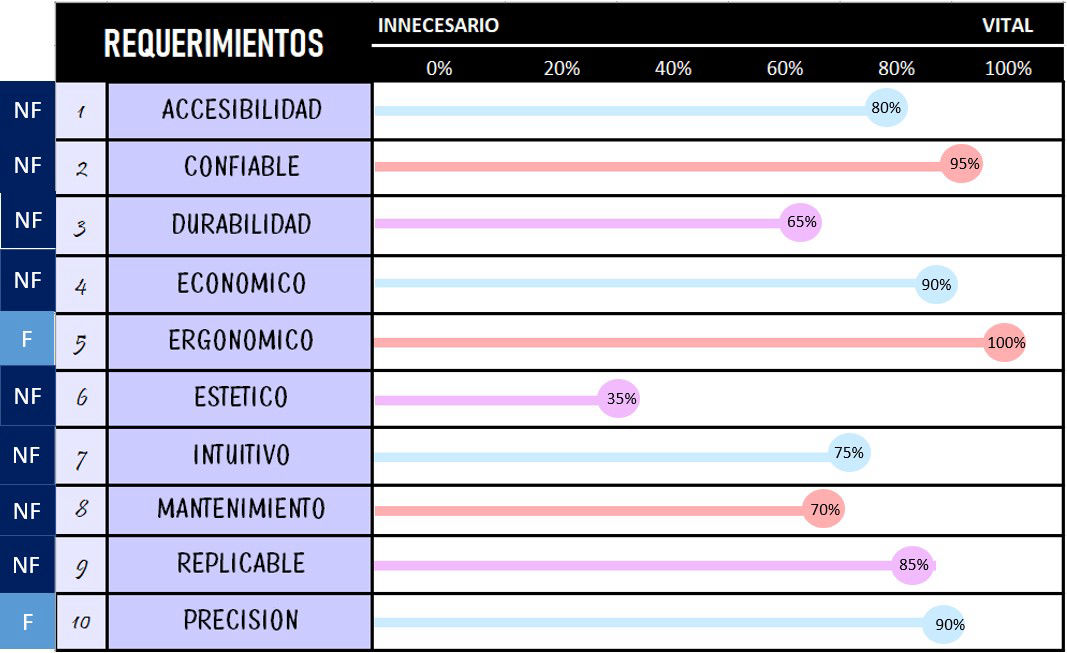 REQUERIMIENTOS INNECESARIO VITAL
0% 20% 40% 60% 80% 100%
NF 1 ACCESIBILIDAD 80%
NF 2 CONFIABLE 95%
NF 3 DURABILIDAD 65%
NF 4 ECONOMICO 90%
F 5 ERGONOMICO 100%
NF 6 ESTETICO 35%
NF 7 INTUITIVO 75%
NF 8 MANTENIMIENTO 70%
NF 9 REPLICABLE 85%
F 10 PRECISION 90%